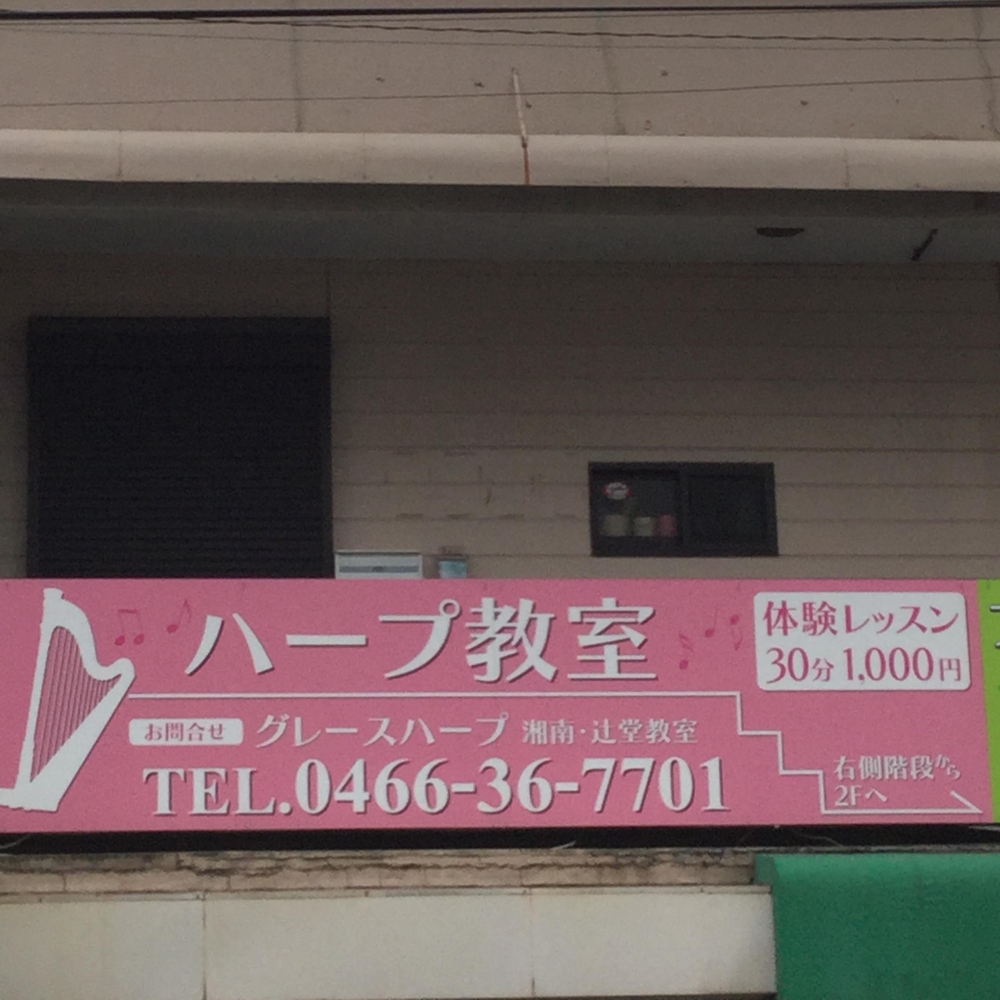 ハープ教室
体験レッスン
30分 1,000円
お問合せ グレースハープ 湘南・辻堂教室
TEL.0466-36-7701
右側階段から
2Fへ